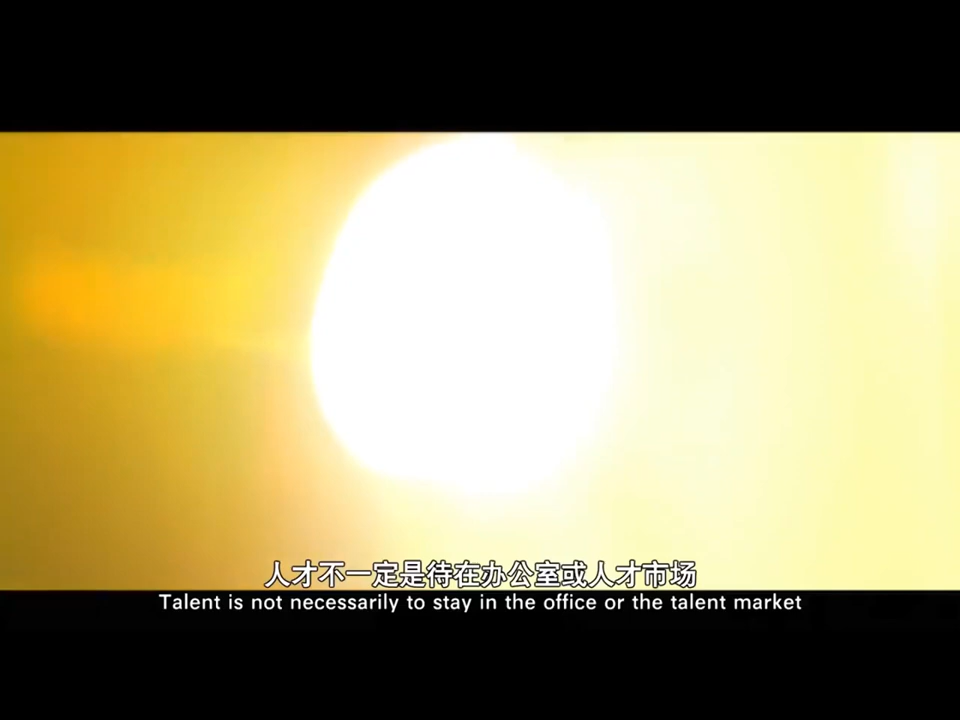 人才不一定是待在办公室或人才市场
Talent is not necessarily to stay in the office or the talent market